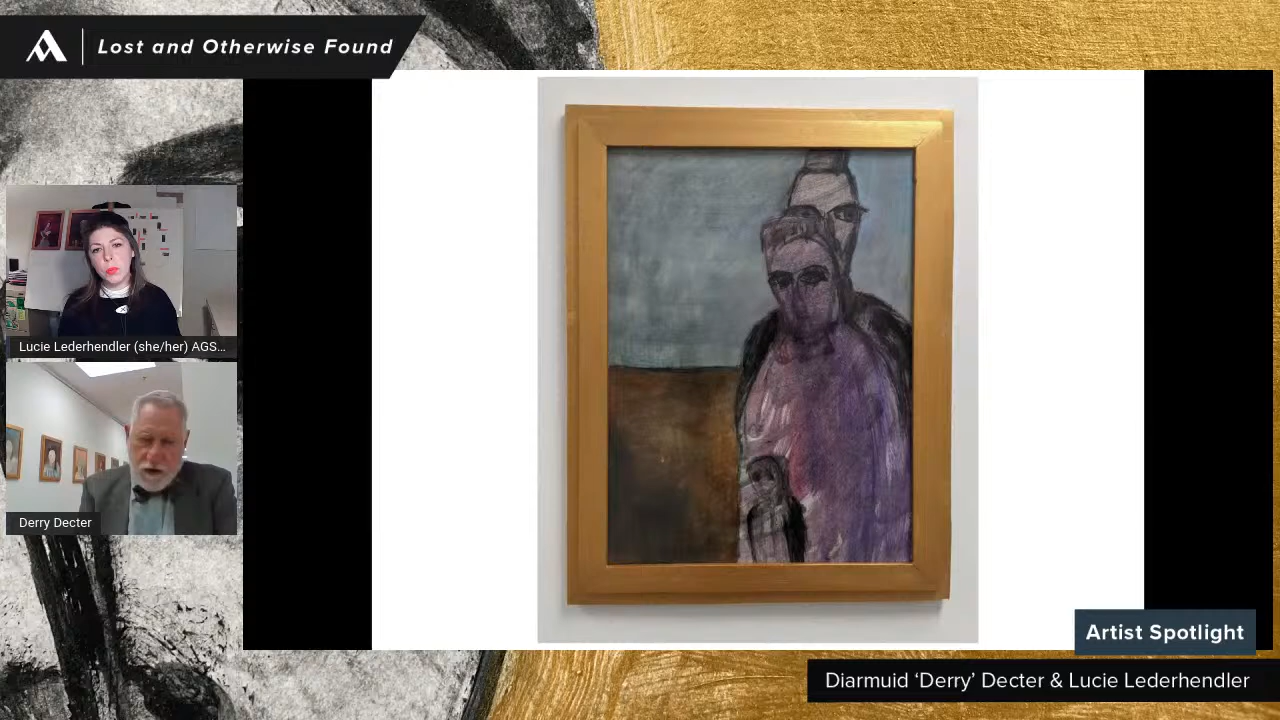 Lost and Otherwise Found
Lucie Lederhendler (she/her) AGS...
Derry Decter
Artist Spotlight
Diarmuid ‘Derry’ Decter & Lucie Lederhendler